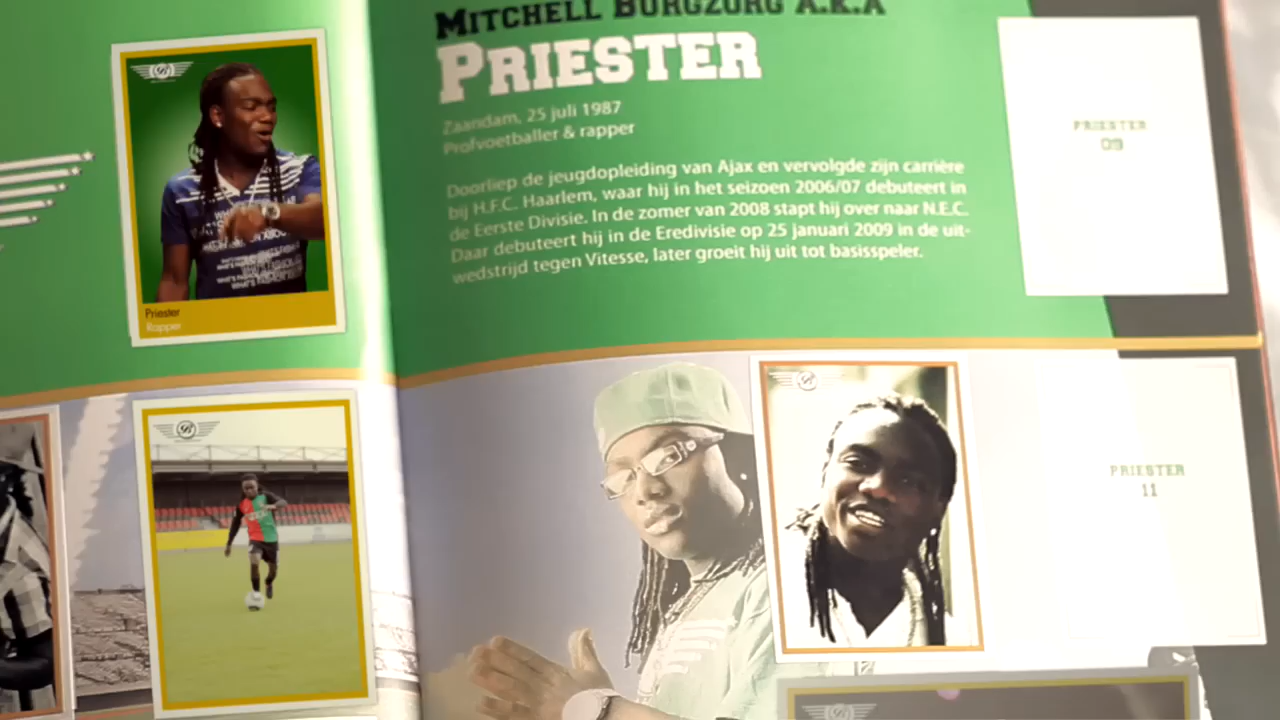 MITCHELL BURGZORG A.K.A
PRIESTER
Zaandam, 25 juli 1987
Profvoetballer & rapper
Doorliep de jeugdopleiding van Ajax en vervolgde zijn carrière
bij H.F.C. Haarlem, waar hij in het seizoen 2006/07 debuteert in
de Eerste Divisie. In de zomer van 2008 stapt hij over naar N.E.C.
Daar debuteert hij in de Eredivisie op 25 januari 2009 in de uit-
wedstrijd tegen Vitesse, later groeit hij uit tot basisspeler.
PRIESTER
09
Priester
Rapper
PRIESTER
11